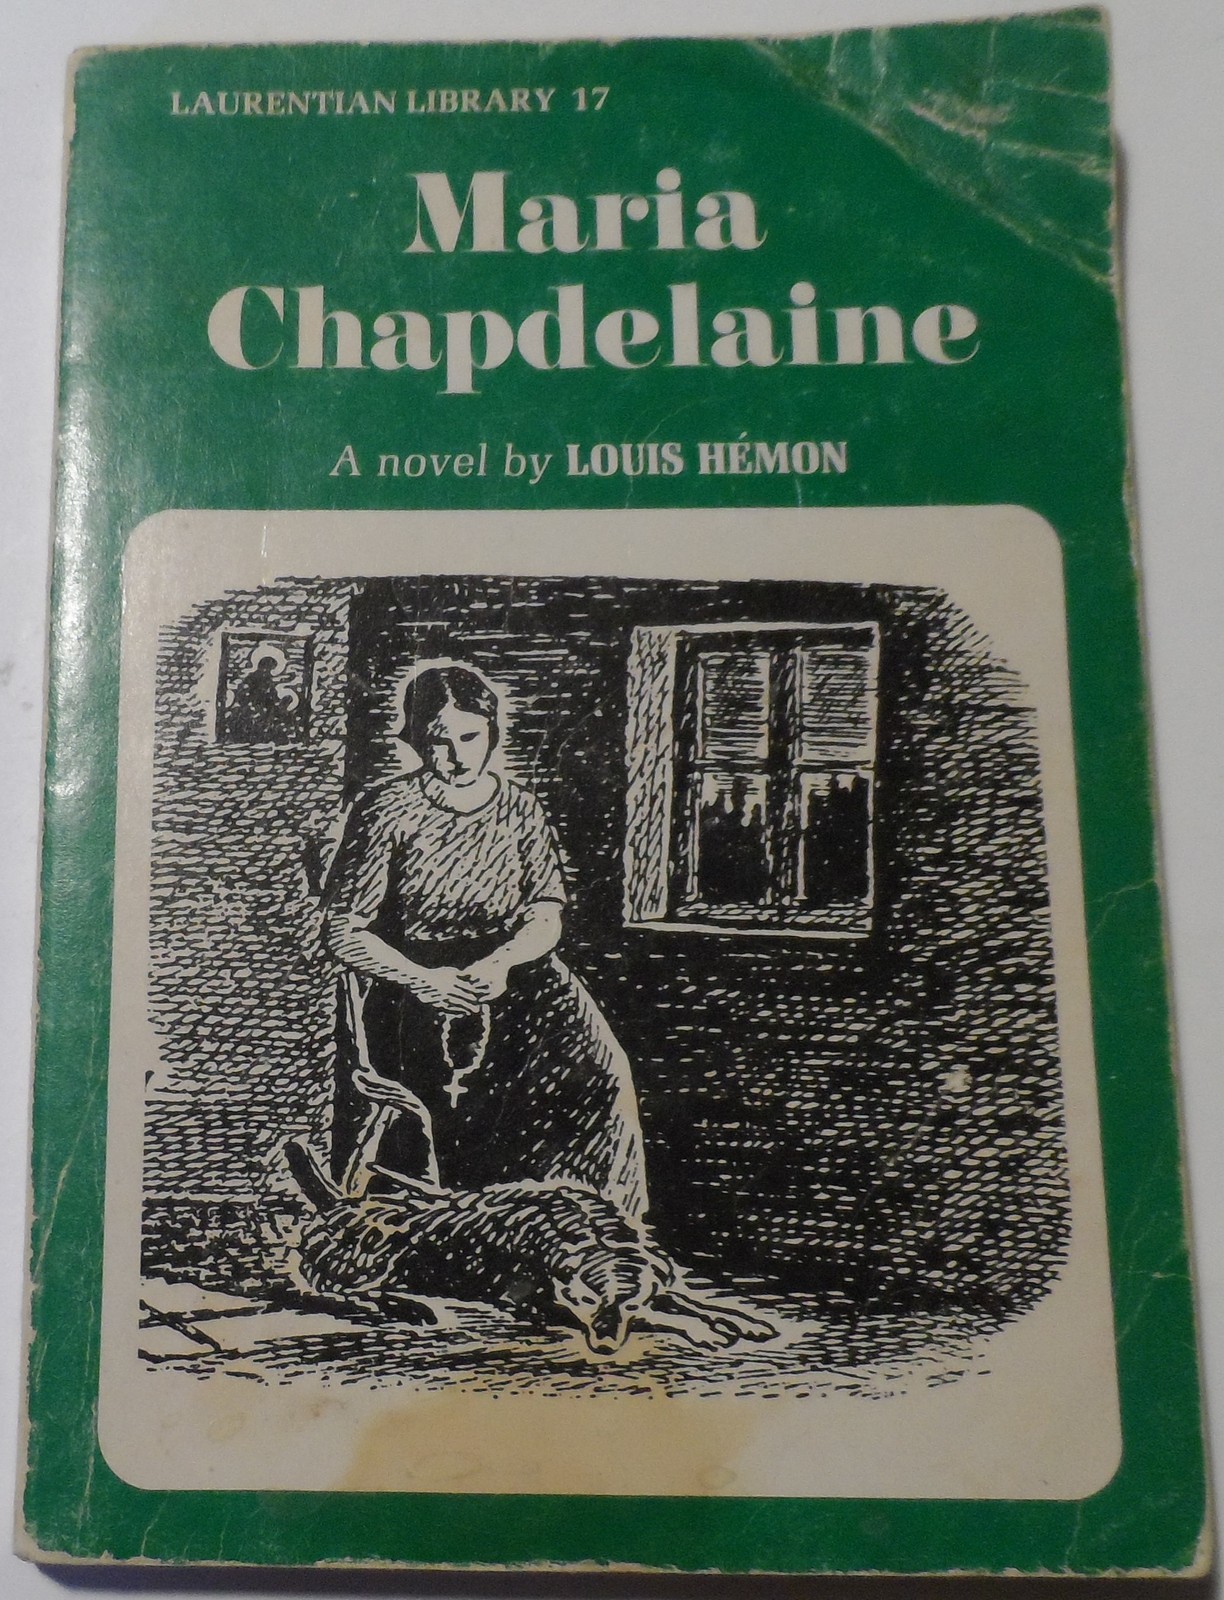 LAURENTIAN LIBRARY 17
Maria
Chapdelaine
A novel by LOUIS HÉMON